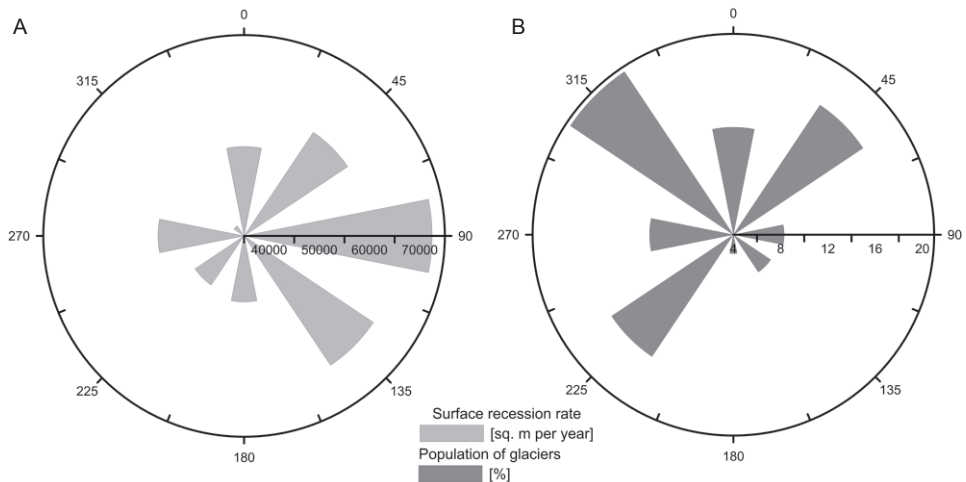 A
0
45
90
135
180
225
270
315
40000 50000 60000 70000
B
0
45
90
135
180
225
270
315
4 8 12 16 20
Surface recession rate
[sq. m per year]
Population of glaciers
[%]